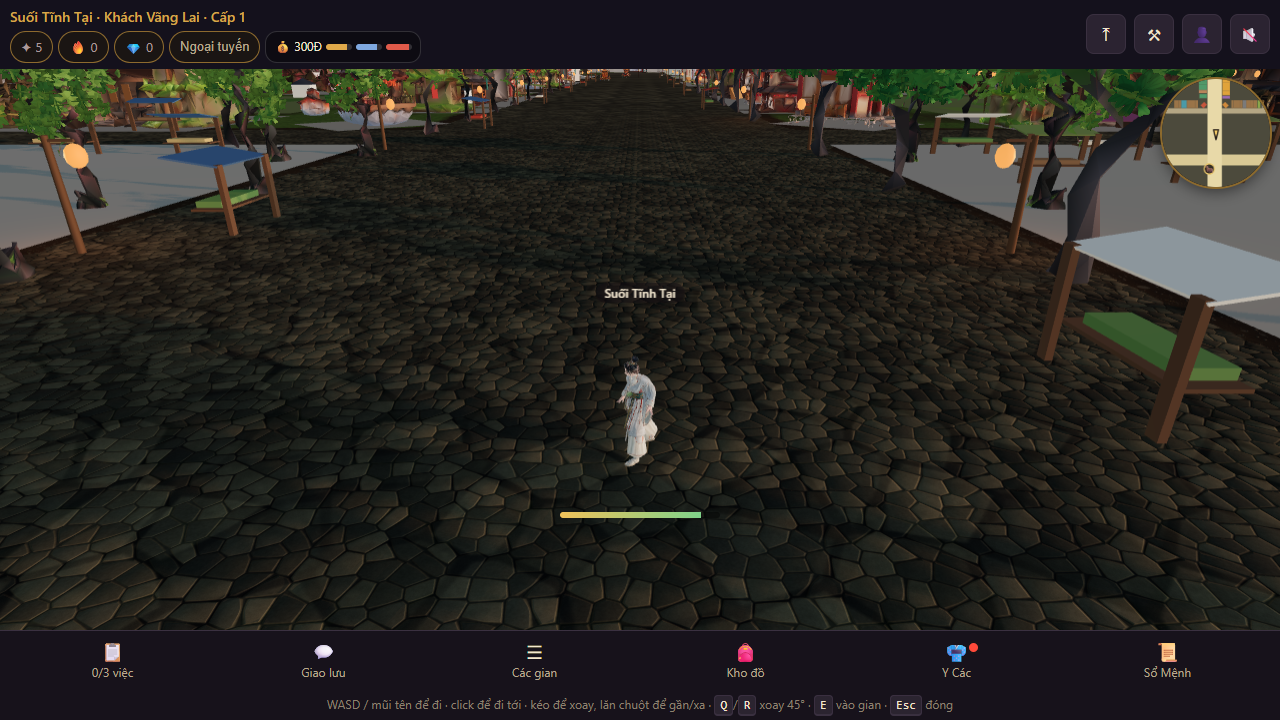 Suối Tĩnh Tại · Khách Vãng Lai · Cấp 1
✦ 5
0
0
Ngoại tuyến
300Đ
Suối Tĩnh Tại
0/3 việc
Giao lưu
Các gian
Kho đồ
Y Các
Sổ Mệnh
WASD / mũi tên để đi · click để đi tới · kéo để xoay, lăn chuột để gần/xa · Q / R xoay 45° · E vào gian · Esc đóng